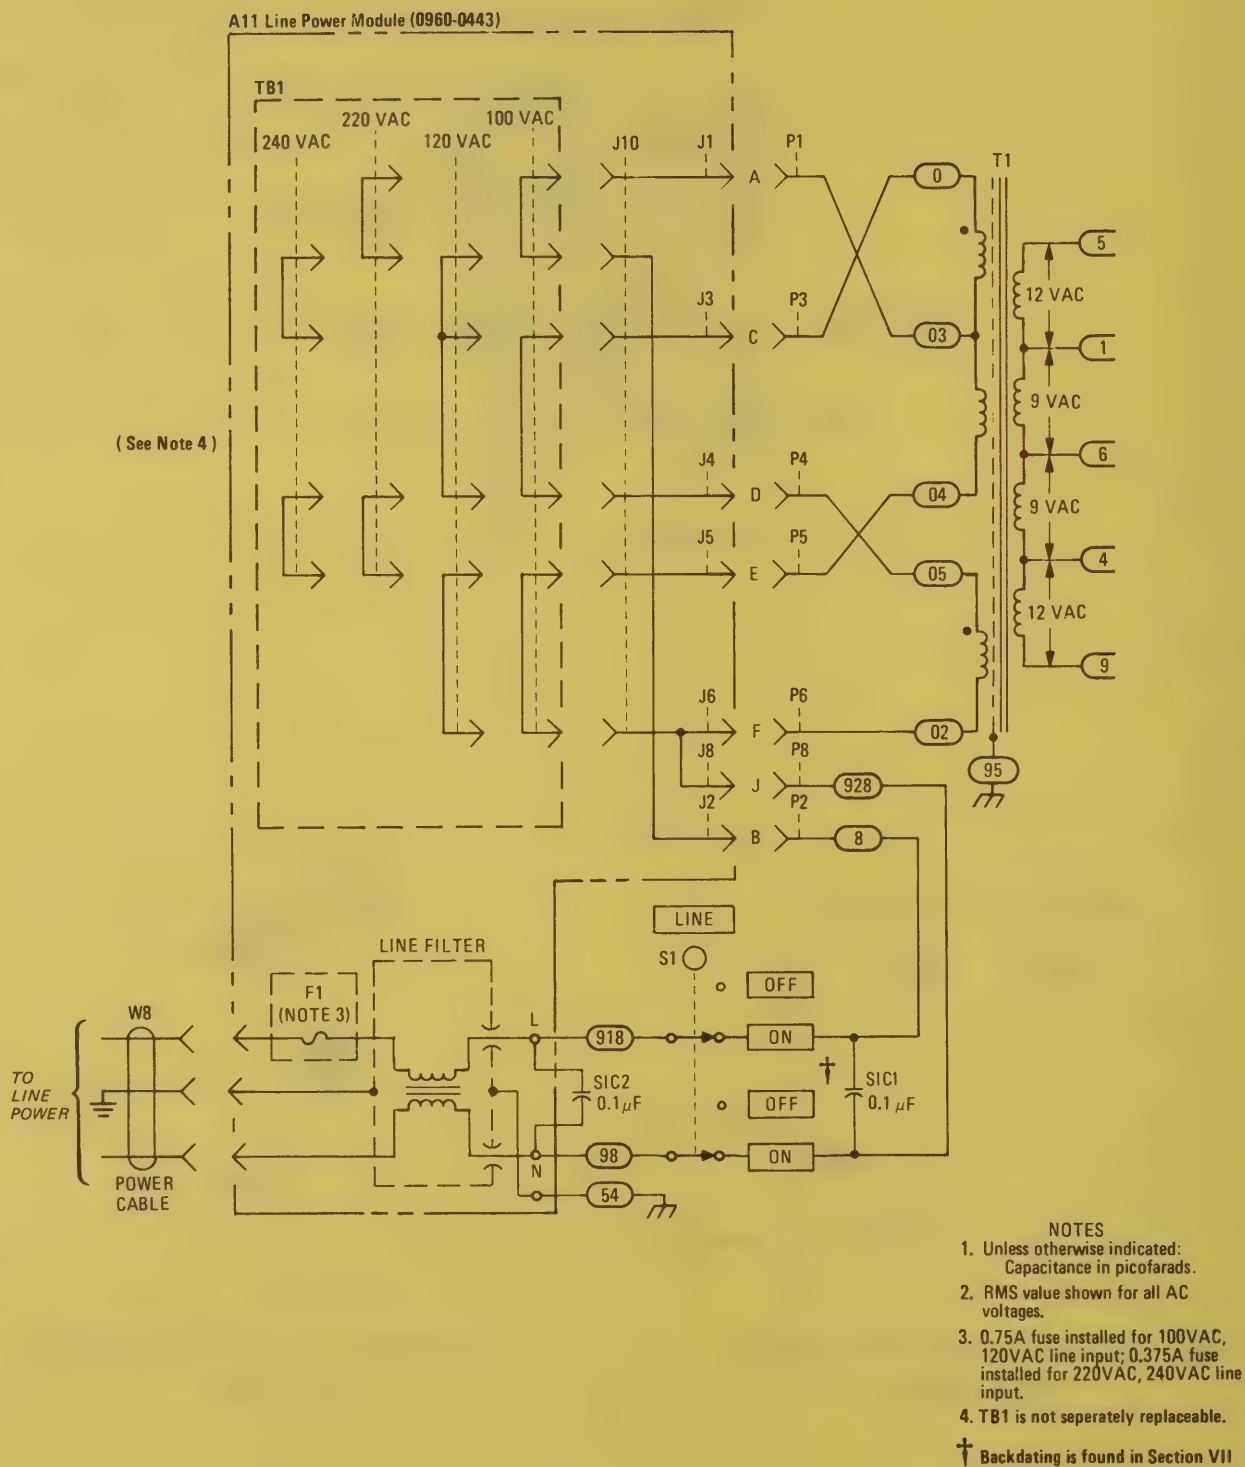 A11 Line Power Module (0960-0443)
TB1
240 VAC
220 VAC
120 VAC
100 VAC
J10
J1
P1
T1
A
0
5
12 VAC
J3
P3
C
03
1
9 VAC
(See Note 4)
6
J4
P4
D
04
9 VAC
J5
P5
E
05
4
12 VAC
9
J6
P6
F
02
J8
P8
J
928
95
J2
P2
B
8
LINE
LINE FILTER
S1
OFF
F1
(NOTE 3)
W8
L
918
ON
TO
LINE
POWER
SIC2
0.1 μF
†
SIC1
0.1 μF
OFF
98
ON
N
POWER
CABLE
54
NOTES
1. Unless otherwise indicated:
Capacitance in picofarads.
2. RMS value shown for all AC
voltages.
3. 0.75A fuse installed for 100VAC,
120VAC line input; 0.375A fuse
installed for 220VAC, 240VAC line
input.
4. TB1 is not seperately replaceable.
† Backdating is found in Section VII